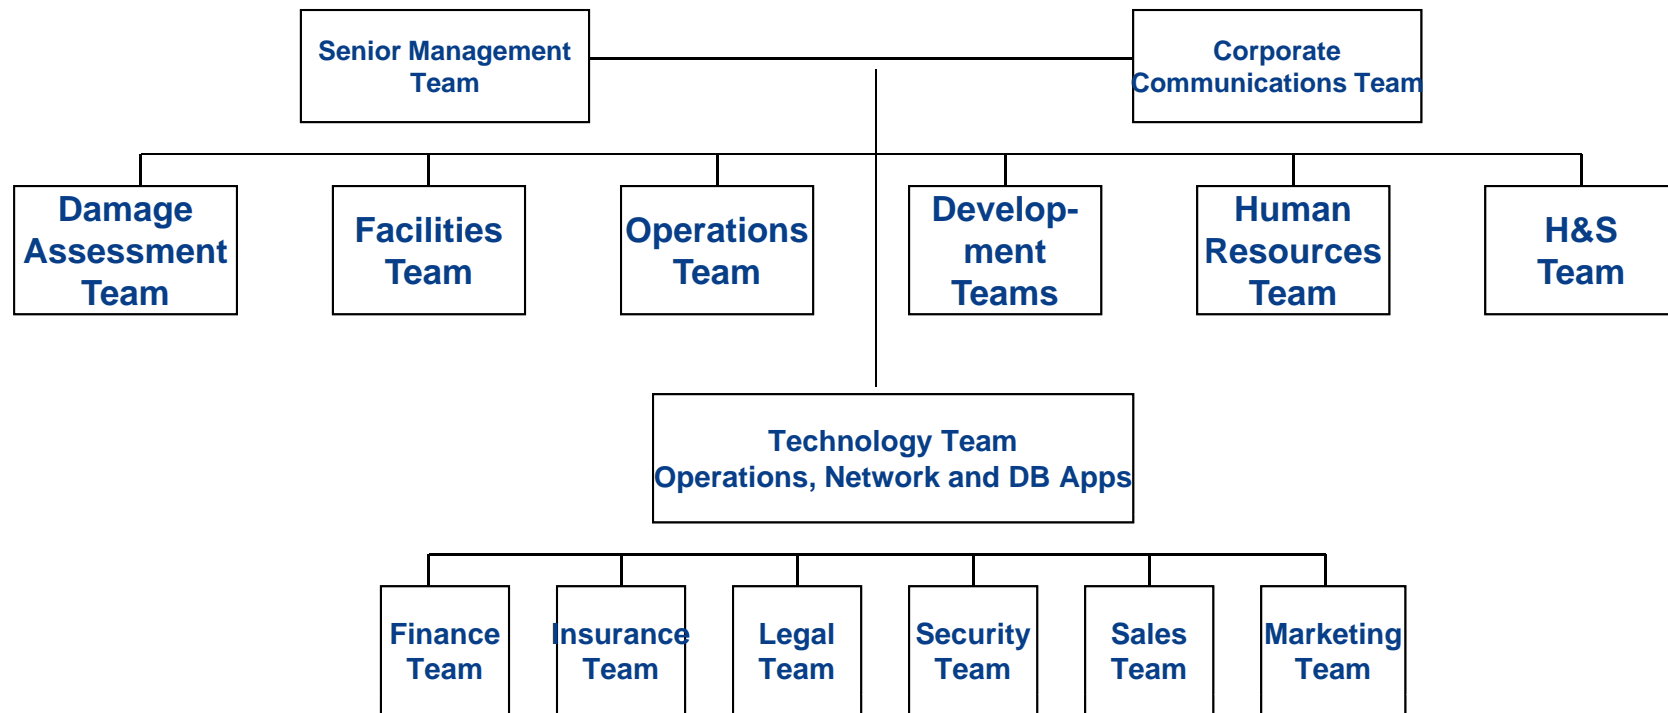 Senior Management
Team
Corporate
Communications Team
Damage
Assessment
Team
Facilities
Team
Operations
Team
Develop-
ment
Teams
Human
Resources
Team
H&S
Team
Technology Team
Operations, Network and DB Apps
Finance
Team
Insurance
Team
Legal
Team
Security
Team
Sales
Team
Marketing
Team